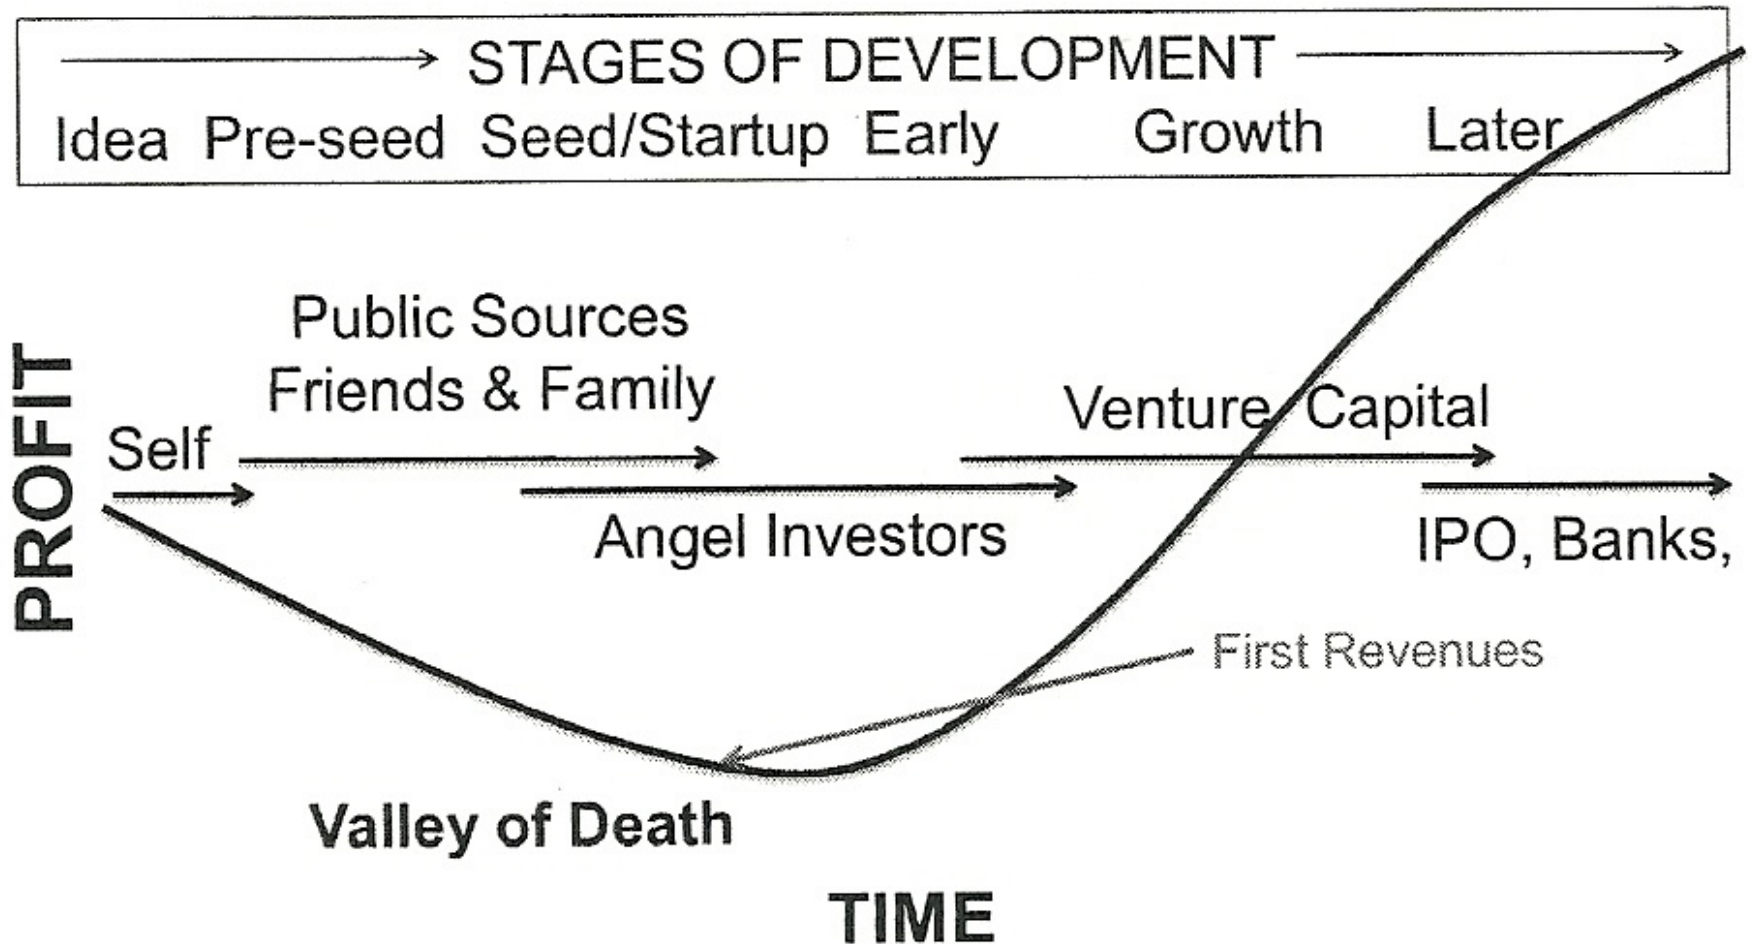 STAGES OF DEVELOPMENT
Idea Pre-seed Seed/Startup Early Growth Later
Public Sources
Friends & Family
Self
Venture Capital
Angel Investors
IPO, Banks,
PROFIT
First Revenues
Valley of Death
TIME